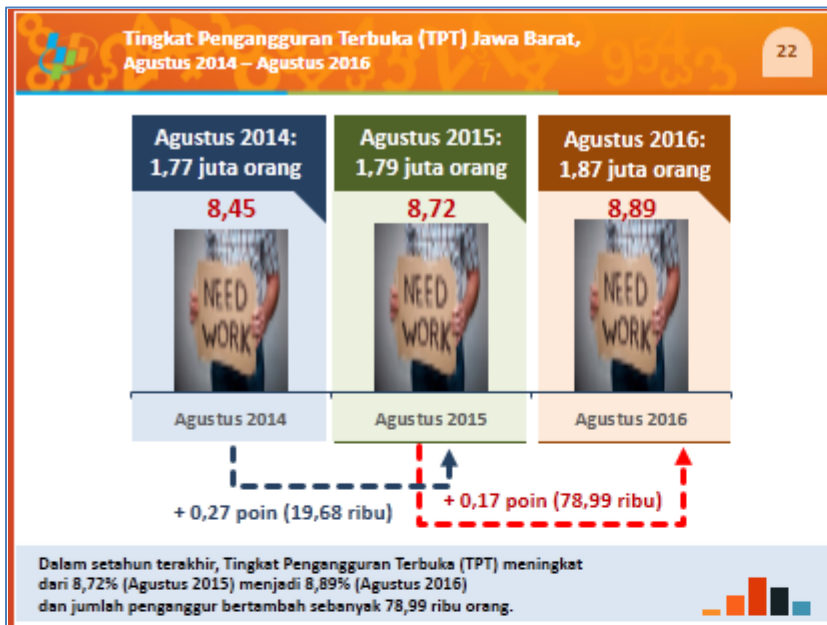 Tingkat Pengangguran Terbuka (TPT) Jawa Barat,
Agustus 2014 – Agustus 2016
22
Agustus 2014:
1,77 juta orang
Agustus 2015:
1,79 juta orang
Agustus 2016:
1,87 juta orang
8,45
8,72
8,89
NEED
WORK
NEED
WORK
NEED
WORK
Agustus 2014
Agustus 2015
Agustus 2016
+ 0,27 poin (19,68 ribu)
+ 0,17 poin (78,99 ribu)
Dalam setahun terakhir, Tingkat Pengangguran Terbuka (TPT) meningkat
dari 8,72% (Agustus 2015) menjadi 8,89% (Agustus 2016)
dan jumlah penganggur bertambah sebanyak 78,99 ribu orang.